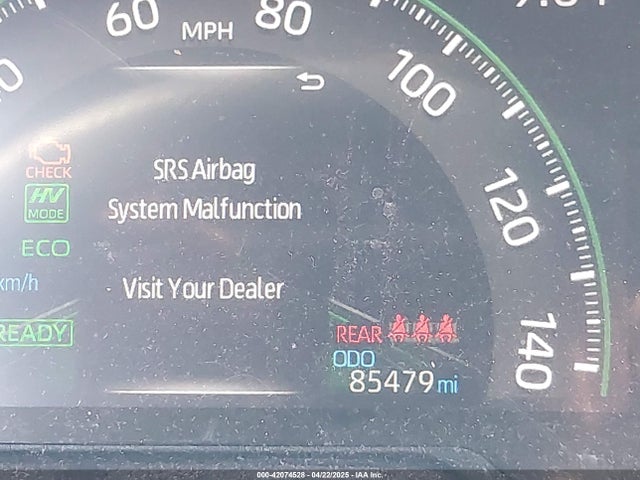 60
MPH
80
100
120
140
CHECK
HV
MODE
ECO
km/h
READY
SRS Airbag
System Malfunction
Visit Your Dealer
REAR
ODO
85479 mi
000-42074528 - 04/22/2025 - IAA Inc.